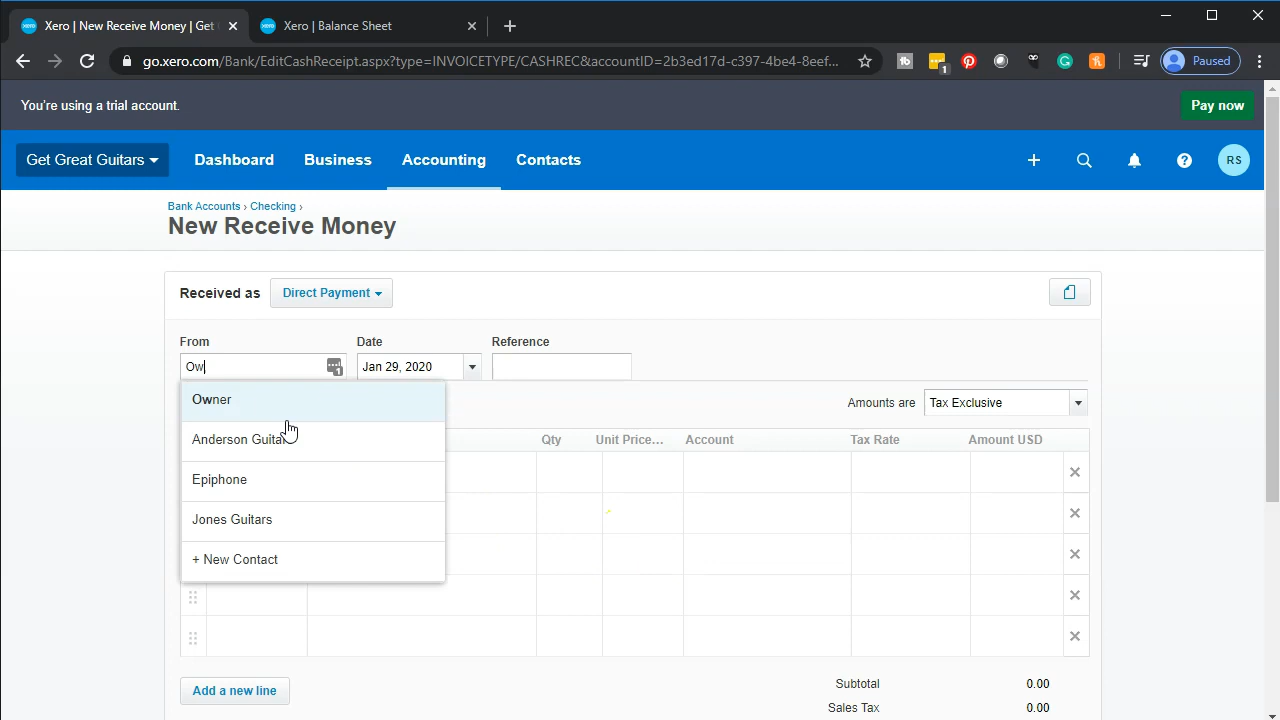 Xero | New Receive Money | Get
Xero | Balance Sheet
go.xero.com/Bank/EditCashReceipt.aspx?type=INVOICETYPE/CASHREC&accountID=2b3ed17d-c397-4be4-8eef...
1
Paused
You're using a trial account.
Pay now
Get Great Guitars
Dashboard
Business
Accounting
Contacts
RS
Bank Accounts › Checking ›
New Receive Money
Received as
Direct Payment
From
Date
Reference
Ow
1
Jan 29, 2020
Owner
Anderson Guitar
Epiphone
Jones Guitars
+ New Contact
Amounts are
Tax Exclusive
Qty
Unit Price...
Account
Tax Rate
Amount USD
Add a new line
Subtotal
0.00
Sales Tax
0.00